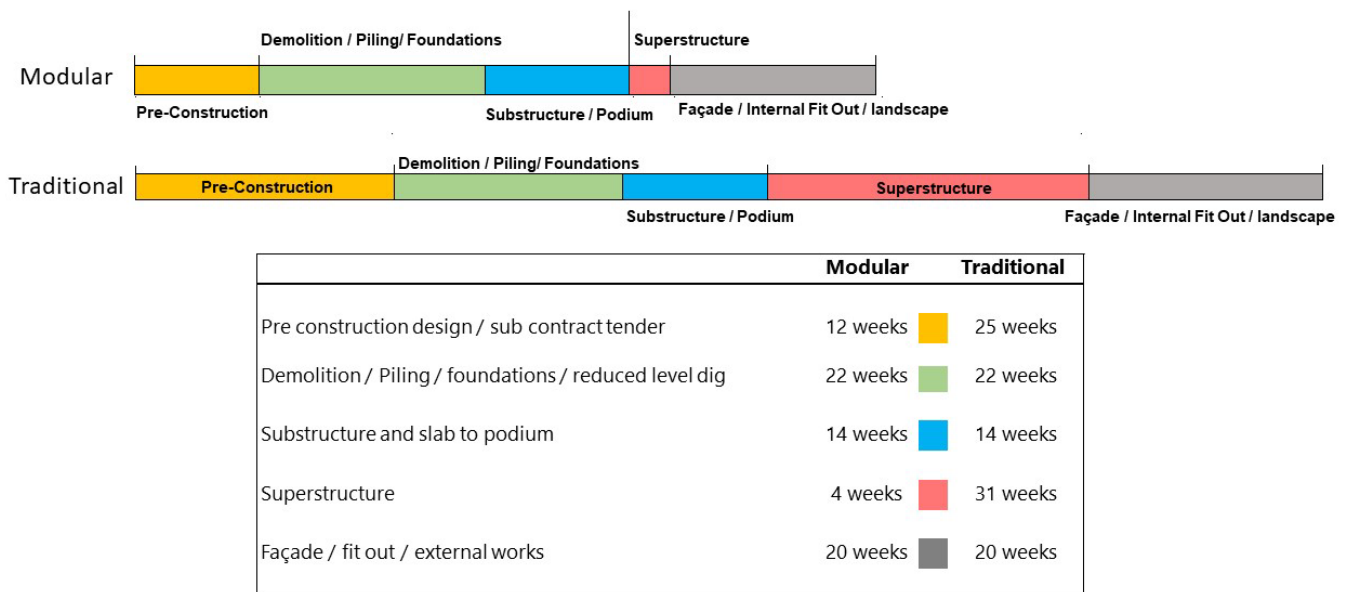 Demolition / Piling/ Foundations
Superstructure
Modular
Pre-Construction
Substructure / Podium
Façade / Internal Fit Out / landscape
Demolition / Piling/ Foundations
Traditional
Pre-Construction
Superstructure
Substructure / Podium
Façade / Internal Fit Out / landscape
Modular Traditional
Pre construction design / sub contract tender 12 weeks 25 weeks
Demolition / Piling / foundations / reduced level dig 22 weeks 22 weeks
Substructure and slab to podium 14 weeks 14 weeks
Superstructure 4 weeks 31 weeks
Façade / fit out / external works 20 weeks 20 weeks